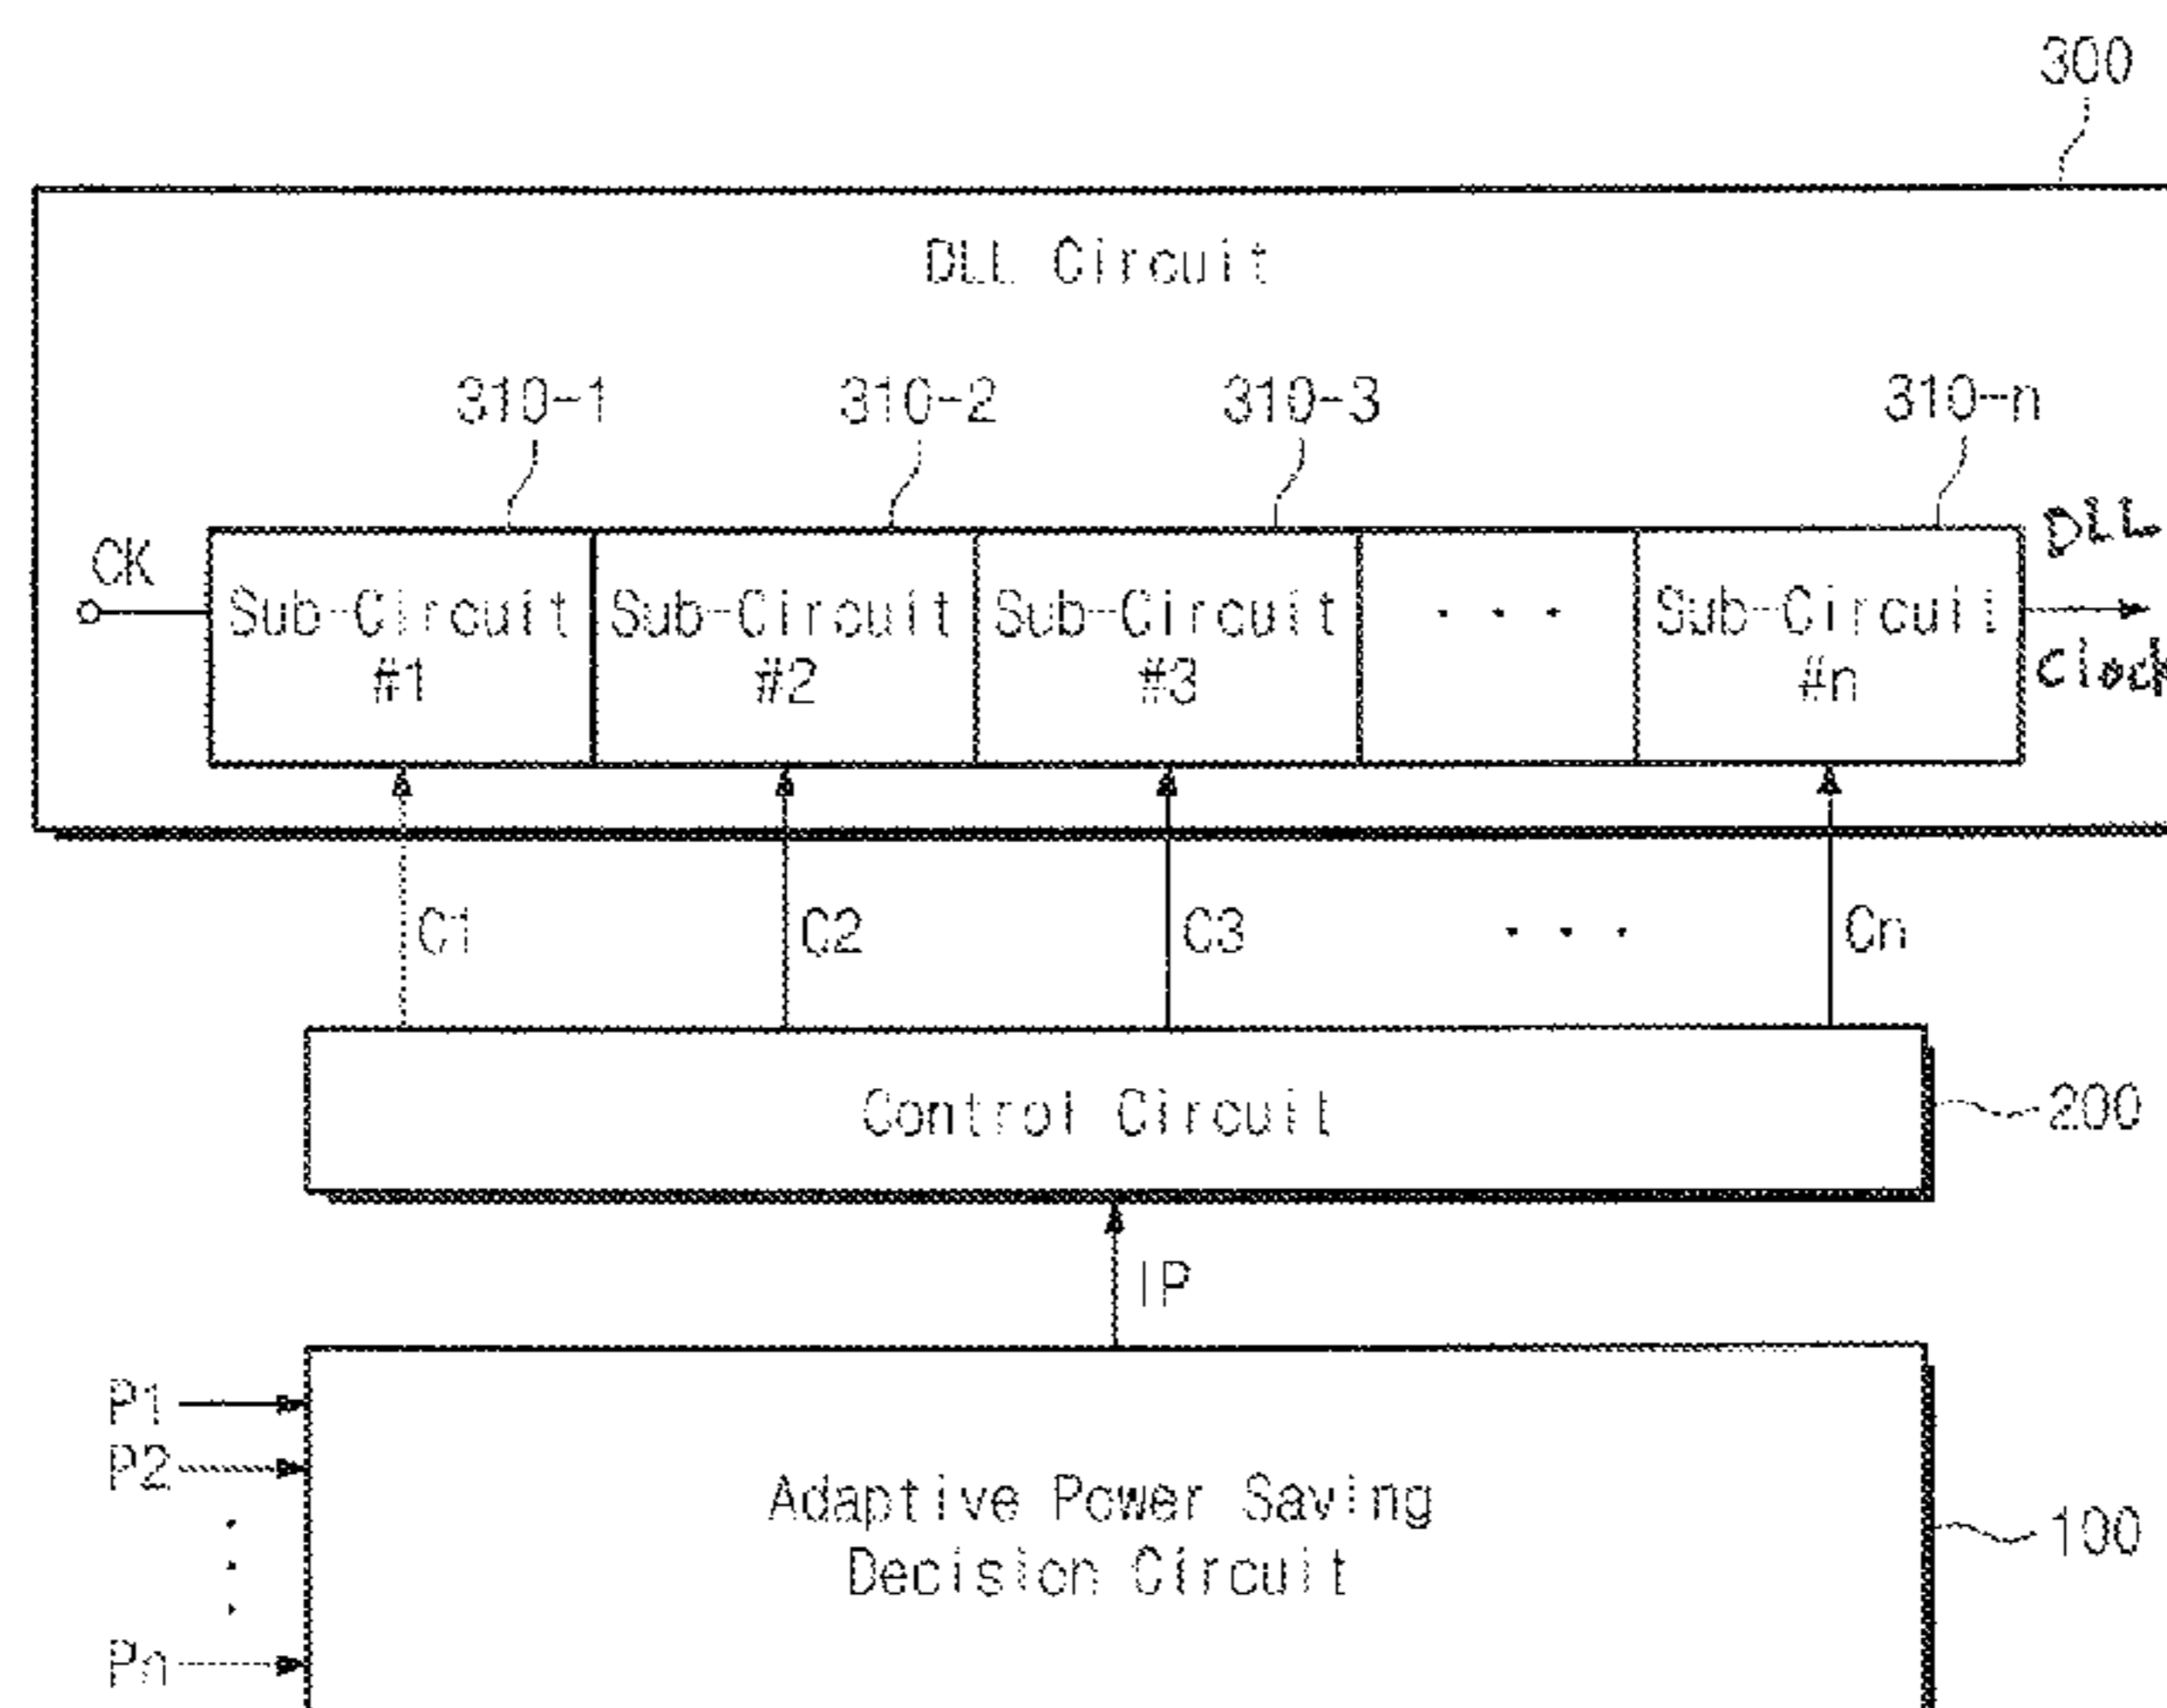 300
DLL Circuit
310-1 310-2 310-3 310-n
CK
Sub-Circuit #1
Sub-Circuit #2
Sub-Circuit #3
· · ·
Sub-Circuit #n
DLL
Clock
C1 C2 C3 · · · Cn
Control Circuit
200
IP
P1
P2
·
·
·
Pn
Adaptive Power Saving
Decision Circuit
100